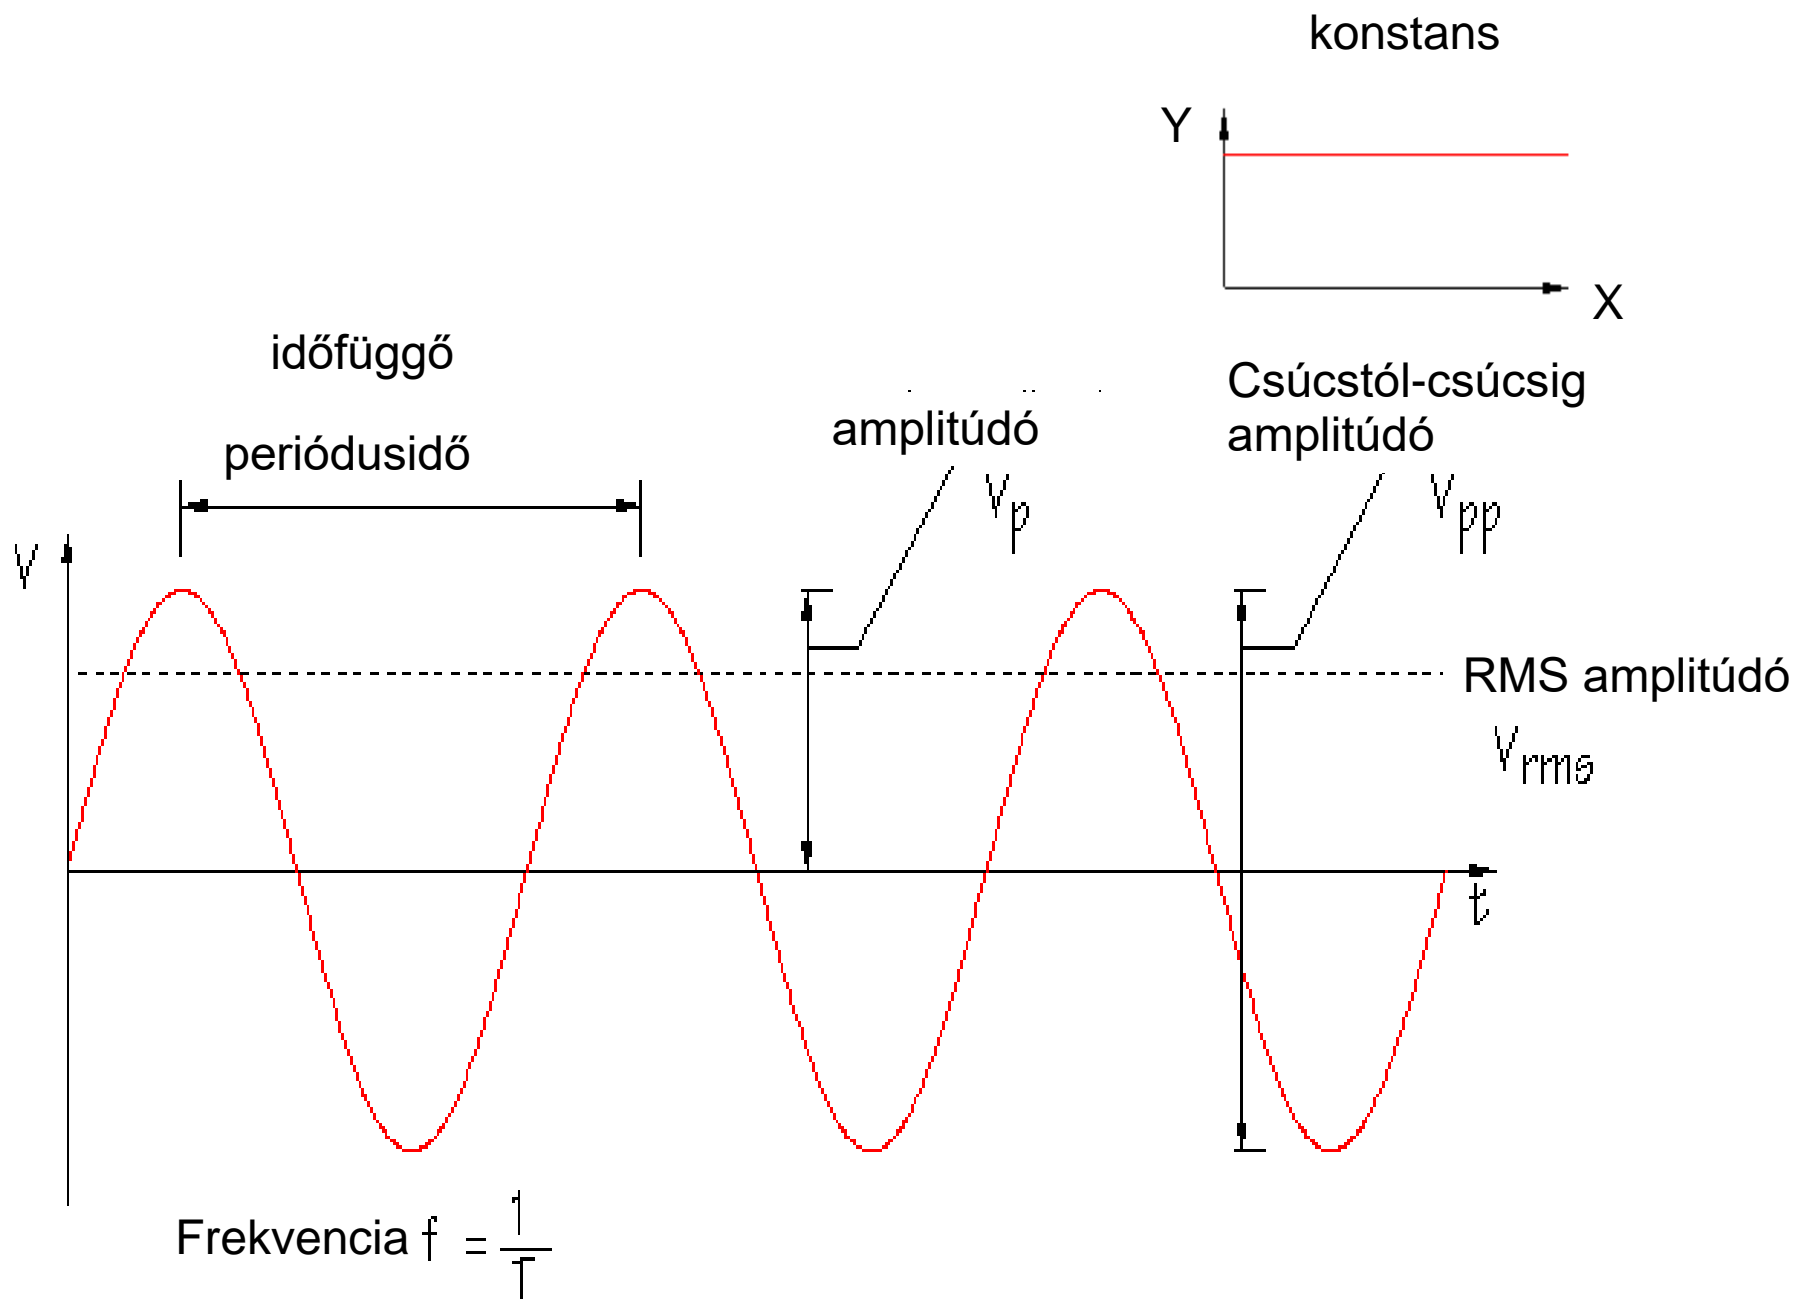 konstans
Y
X
időfüggő
periódusidő
amplitúdó
Vp
Csúcstól-csúcsig
amplitúdó
Vpp
V
RMS amplitúdó
Vrms
t
Frekvencia f = 1/T